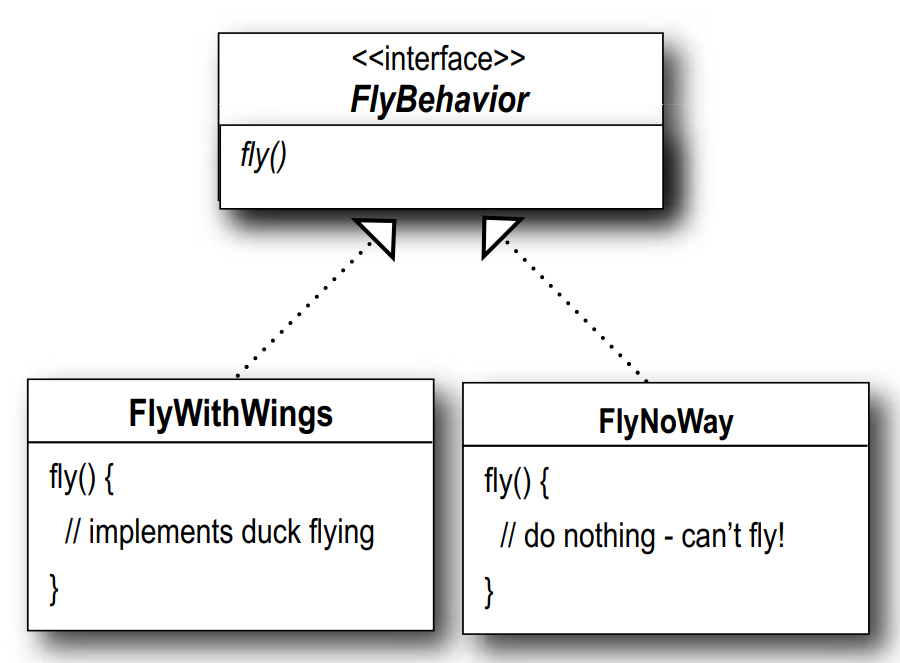 <<interface>>
FlyBehavior
fly()
FlyWithWings
fly() {
// implements duck flying
}
FlyNoWay
fly() {
// do nothing - can’t fly!
}